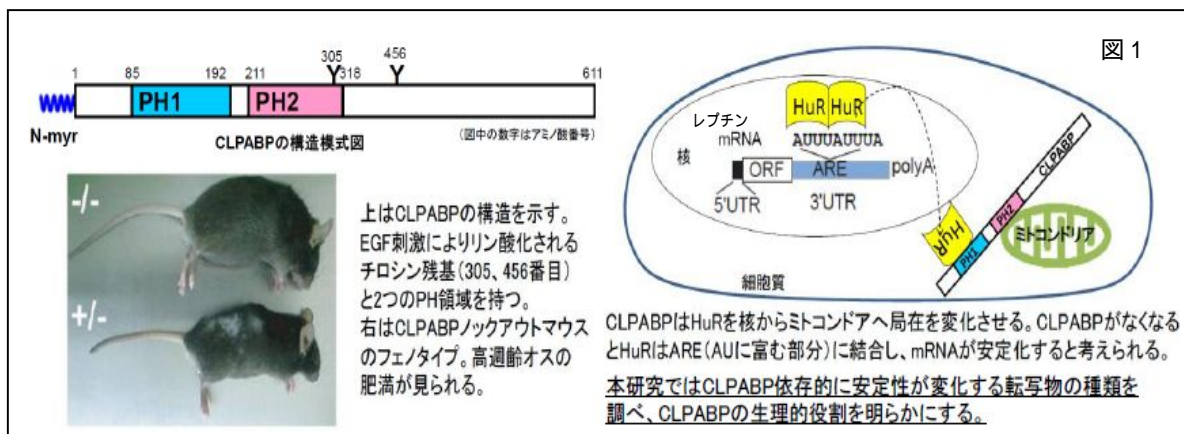 図1
305 456
1 85 192 211 318 611
Y Y
PH1 PH2
N-myr
CLPABPの構造模式図
(図中の数字はアミノ酸番号)
-/-
+/-
上はCLPABPの構造を示す。
EGF刺激によりリン酸化される
チロシン残基(305、456番目)
と2つのPH領域を持つ。
右はCLPABPノックアウトマウス
のフェノタイプ。高週齢オスの
肥満が見られる。
HuR HuR
レプチン
mRNA AUUUAUUUA
核
ORF ARE polyA
5'UTR 3'UTR
CLPABP
PH2
HuR
PH1
ミトコンドリア
細胞質
CLPABPはHuRを核からミトコンドアへ局在を変化させる。CLPABPがなくなる
とHuRはARE(AUに富む部分)に結合し、mRNAが安定化すると考えられる。
本研究ではCLPABP依存的に安定性が変化する転写物の種類を
調べ、CLPABPの生理的役割を明らかにする。